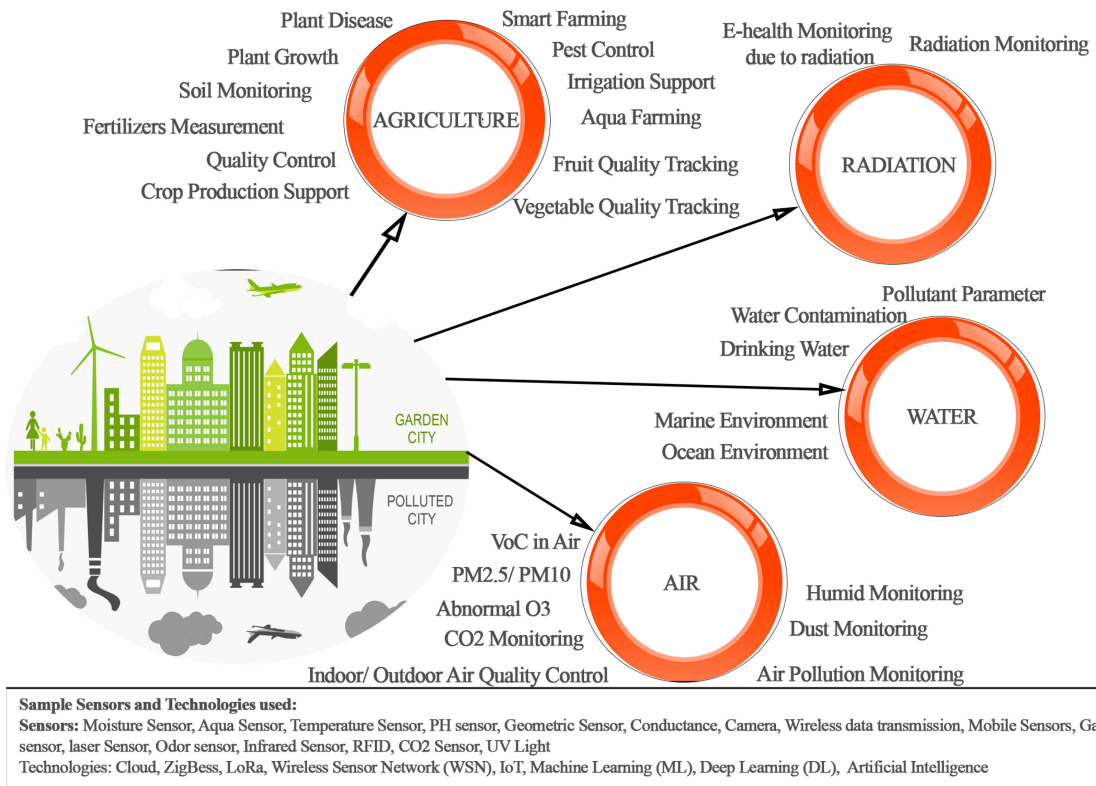 Plant Disease
Plant Growth
Soil Monitoring
Fertilizers Measurement
Quality Control
Crop Production Support
AGRICULTURE
Smart Farming
Pest Control
Irrigation Support
Aqua Farming
Fruit Quality Tracking
Vegetable Quality Tracking
E-health Monitoring
due to radiation
Radiation Monitoring
RADIATION
Pollutant Parameter
Water Contamination
Drinking Water
Marine Environment
Ocean Environment
WATER
GARDEN
CITY
POLLUTED
CITY
VoC in Air
PM2.5/ PM10
Abnormal O3
CO2 Monitoring
Indoor/ Outdoor Air Quality Control
AIR
Humid Monitoring
Dust Monitoring
Air Pollution Monitoring
Sample Sensors and Technologies used:
Sensors: Moisture Sensor, Aqua Sensor, Temperature Sensor, PH sensor, Geometric Sensor, Conductance, Camera, Wireless data transmission, Mobile Sensors, Ga
sensor, laser Sensor, Odor sensor, Infrared Sensor, RFID, CO2 Sensor, UV Light
Technologies: Cloud, ZigBess, LoRa, Wireless Sensor Network (WSN), IoT, Machine Learning (ML), Deep Learning (DL), Artificial Intelligence